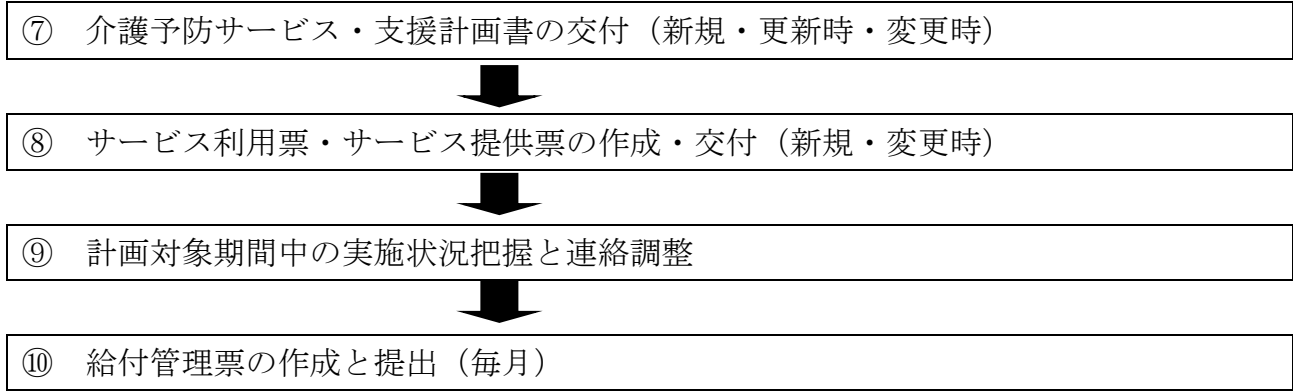 ⑦　介護予防サービス・支援計画書の交付（新規・更新時・変更時）
⑧　サービス利用票・サービス提供票の作成・交付（新規・変更時）
⑨　計画対象期間中の実施状況把握と連絡調整
⑩　給付管理票の作成と提出（毎月）